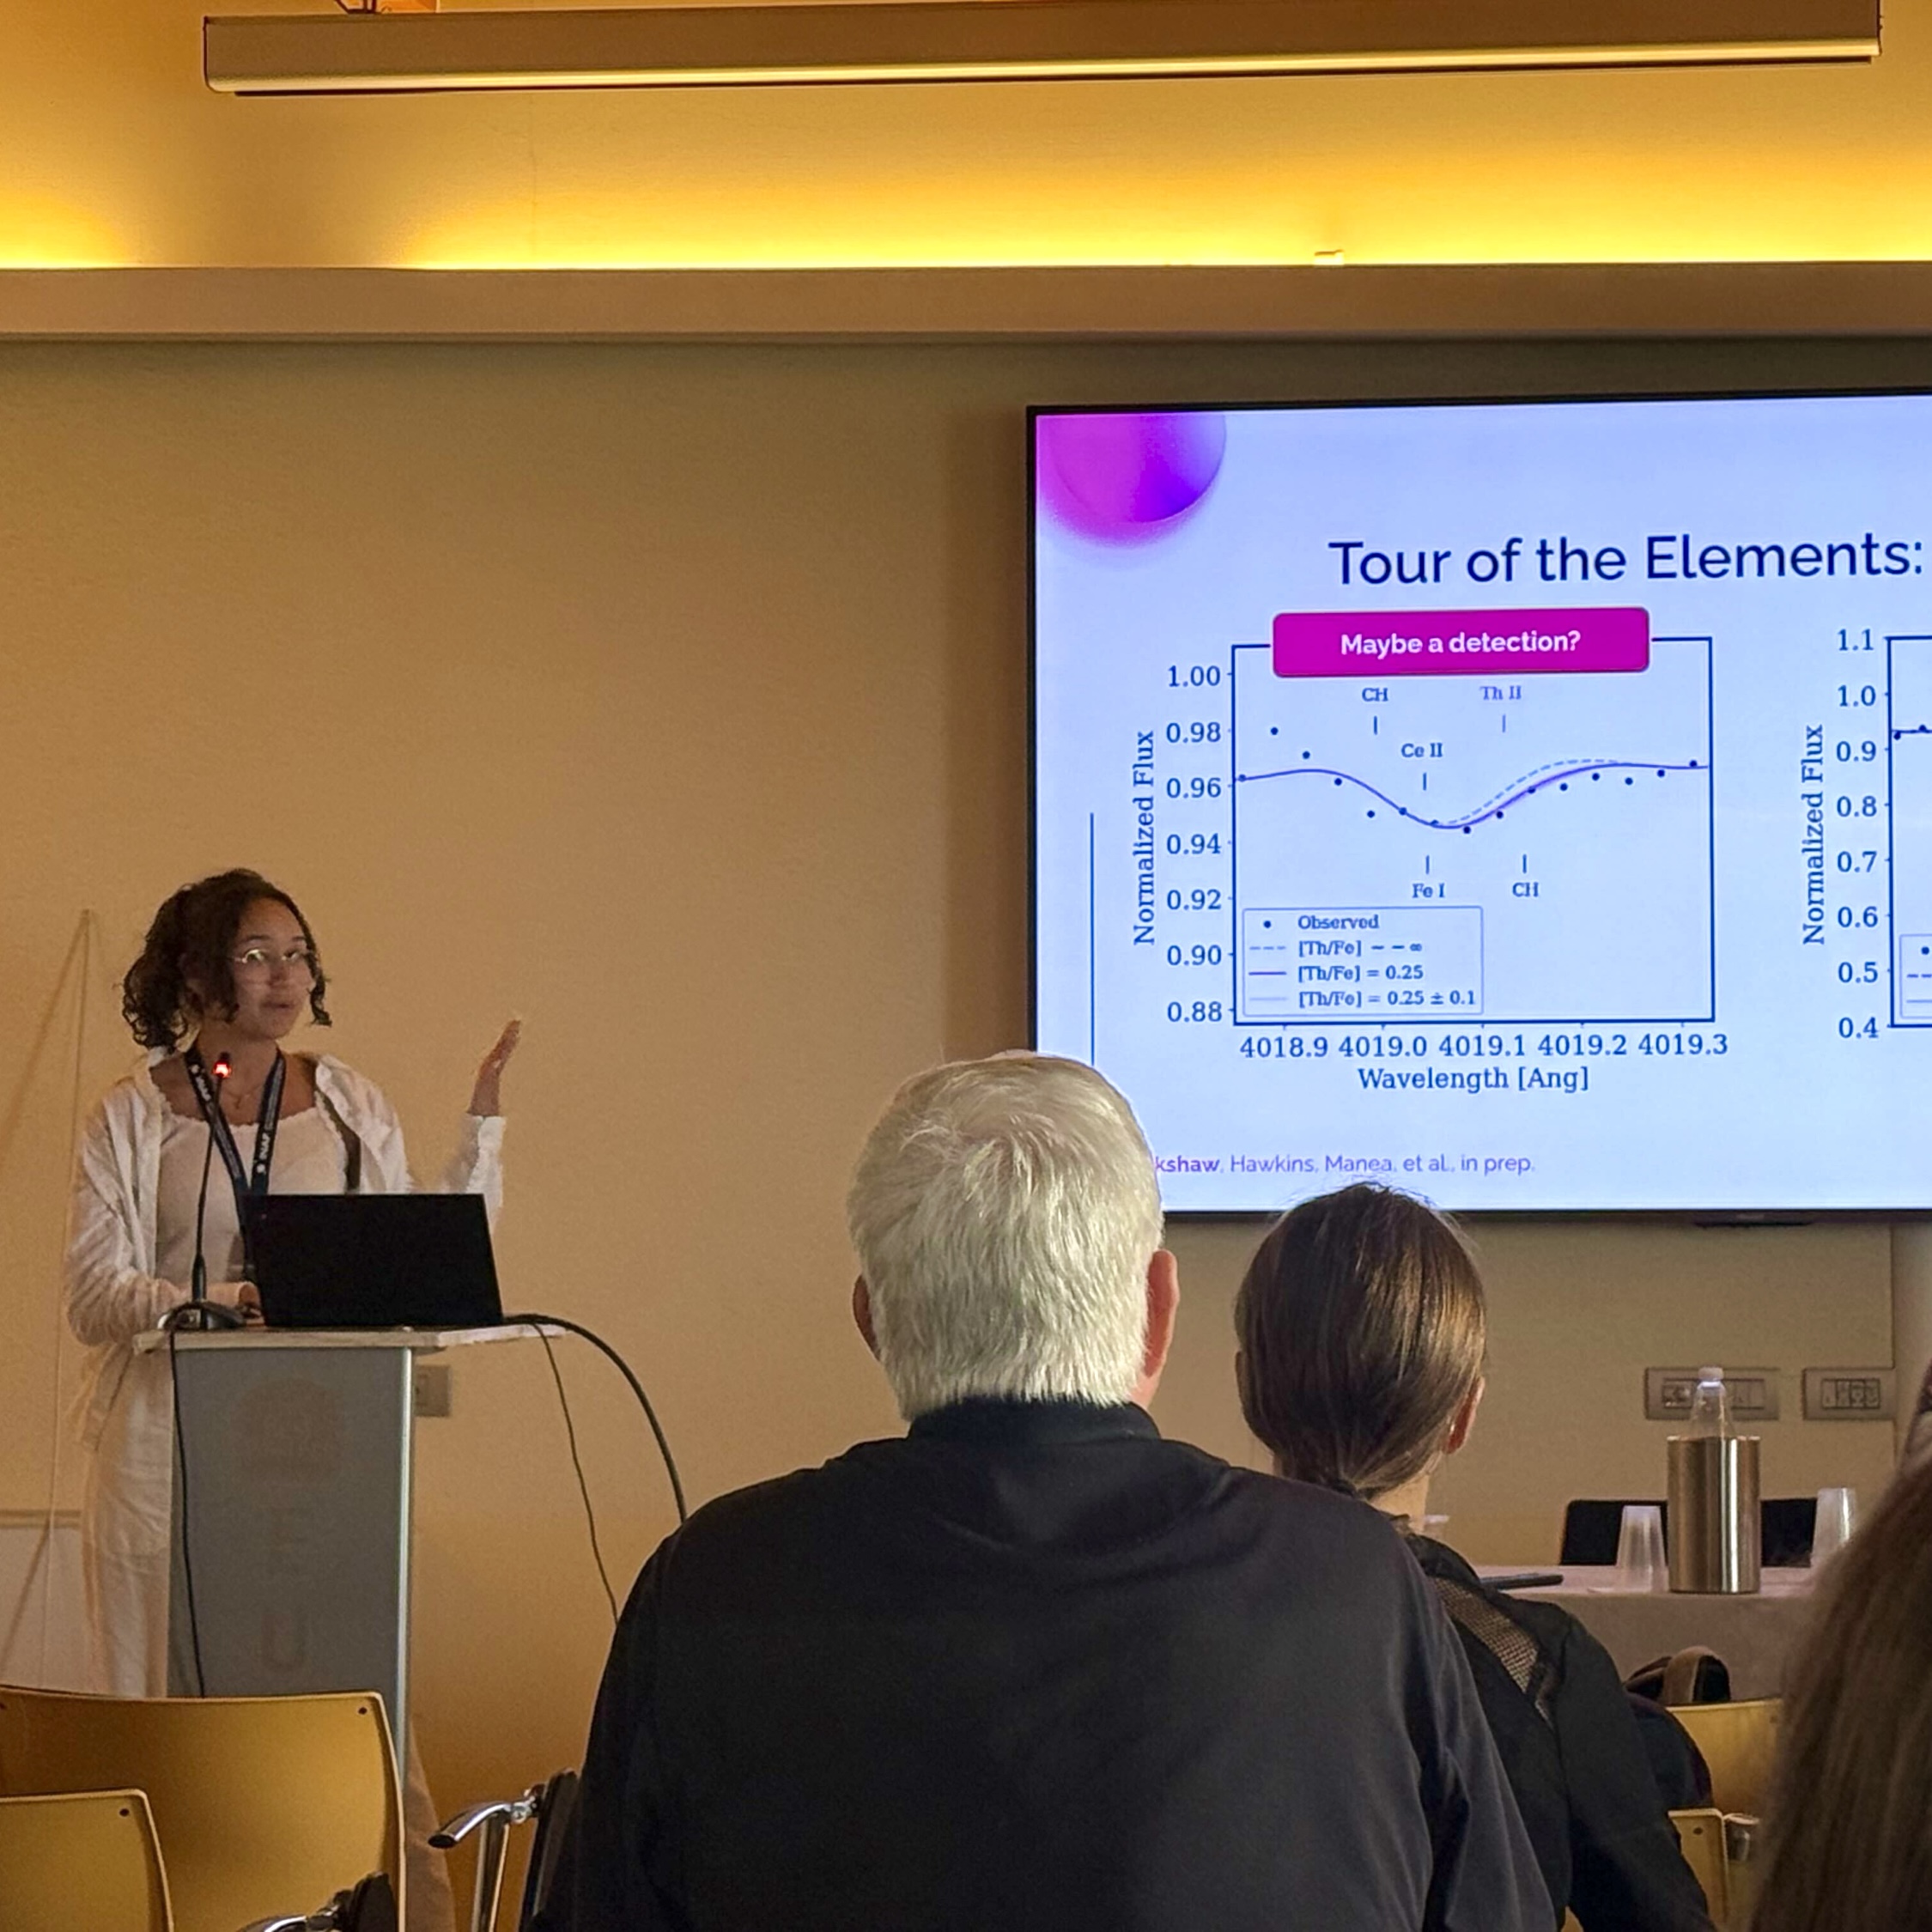 Tour of the Elements:
Maybe a detection?
1.00
0.98
0.96
0.94
0.92
0.90
0.88
Normalized Flux
CH
Th II
Ce II
Fe I
CH
Observed
[Th/Fe] = -∞
[Th/Fe] = 0.25
[Th/Fe] = 0.25 ± 0.1
4018.9 4019.0 4019.1 4019.2 4019.3
Wavelength [Ang]
1.1
1.0
0.9
0.8
0.7
0.6
0.5
0.4
Normalized Flux
kshaw, Hawkins, Manea, et al., in prep.
INAF